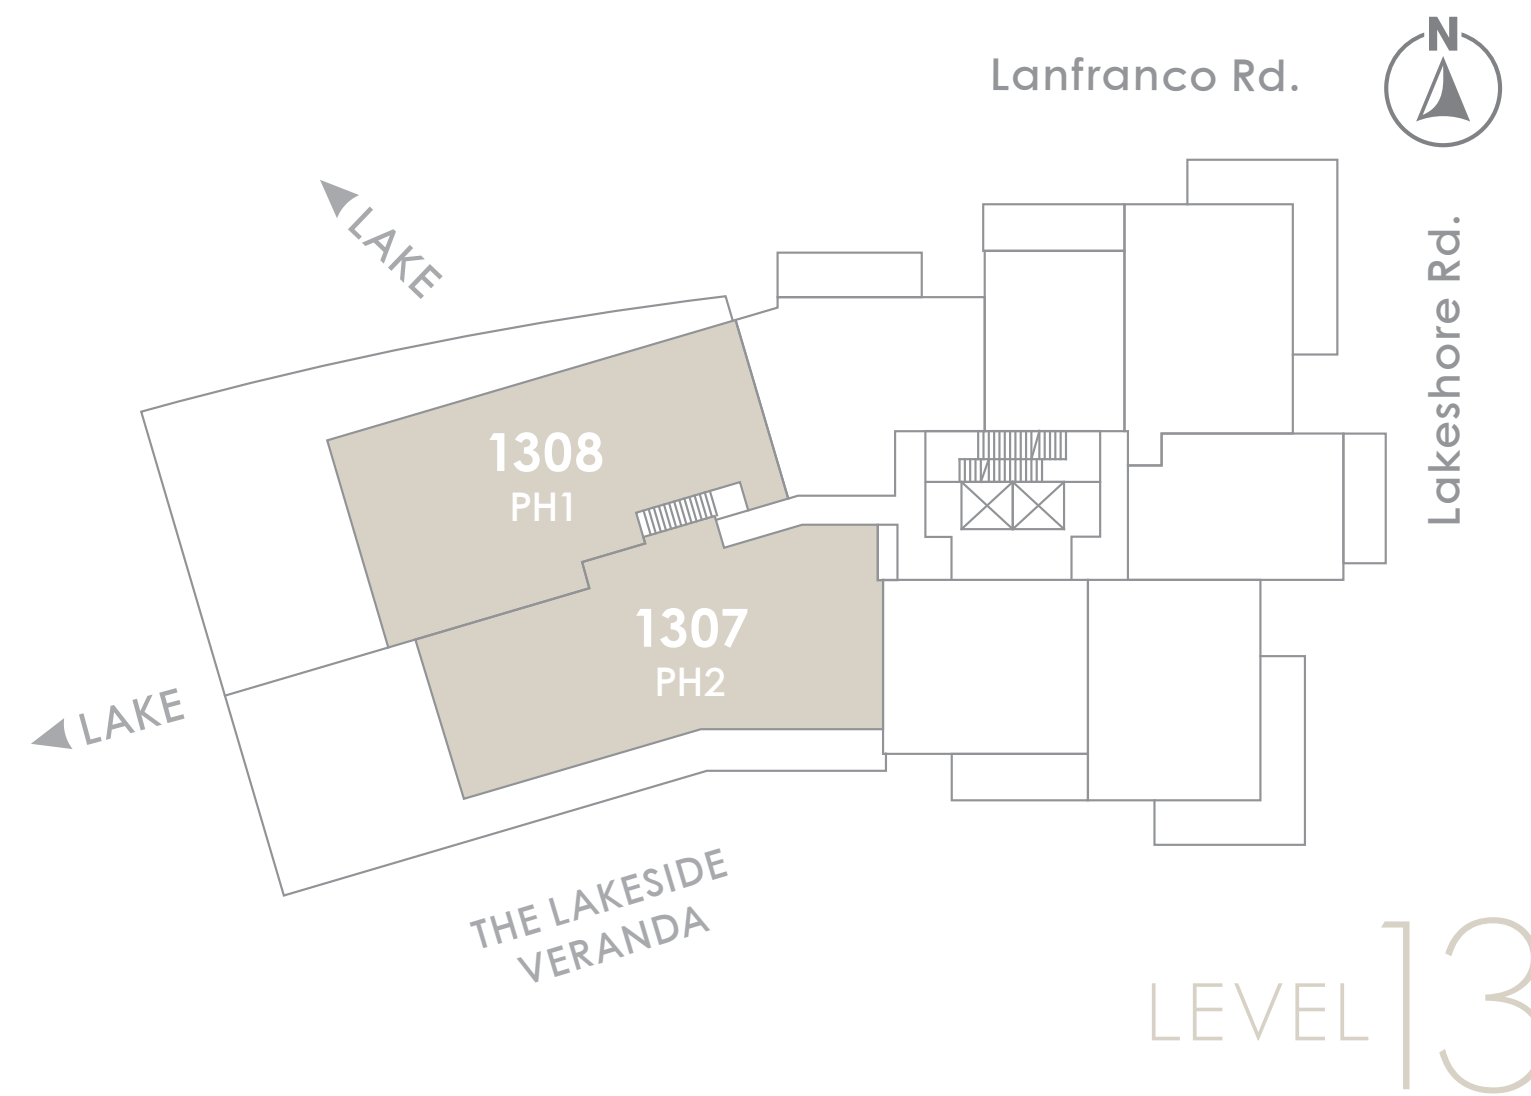 N
Lanfranco Rd.
LAKE
Lakeshore Rd.
1308
PH1
1307
PH2
LAKE
THE LAKESIDE
VERANDA
LEVEL 13